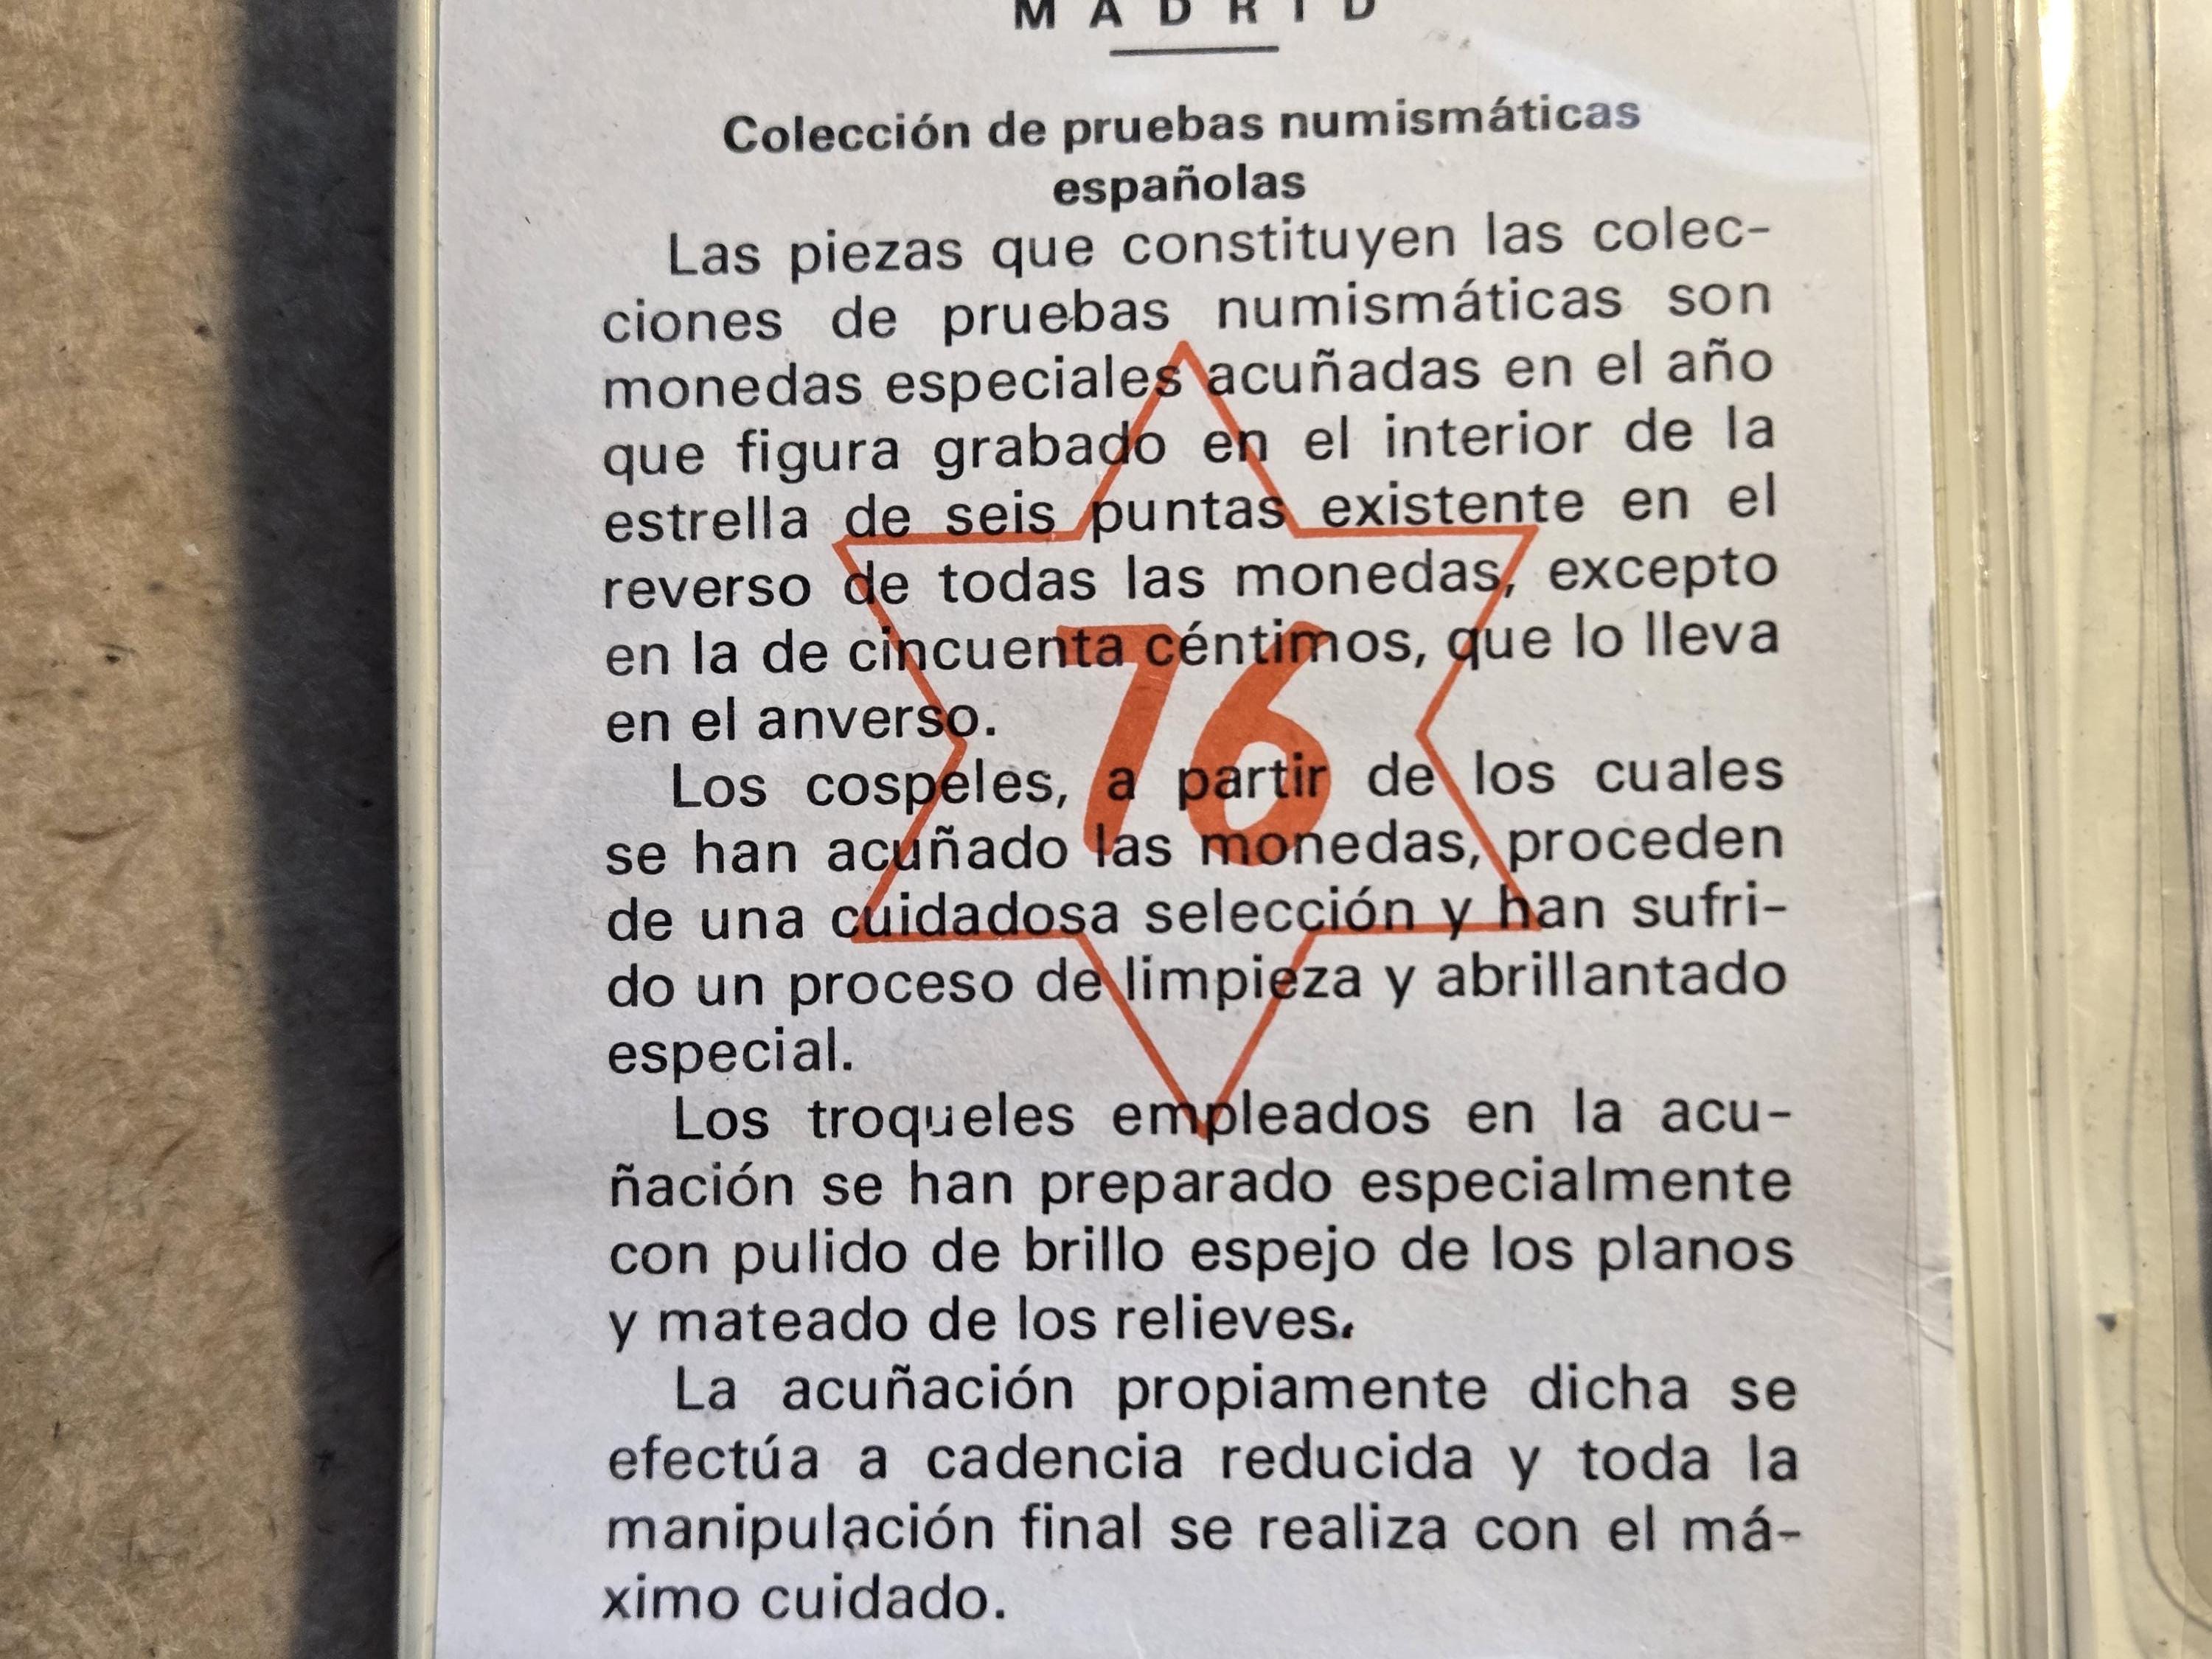 MADRID
Colección de pruebas numismáticas
españolas
Las piezas que constituyen las colec-
ciones de pruebas numismáticas son
monedas especiales acuñadas en el año
que figura grabado en el interior de la
estrella de seis puntas existente en el
reverso de todas las monedas, excepto
en la de cincuenta céntimos, que lo lleva
en el anverso.
Los cospeles, a partir de los cuales
se han acuñado las monedas, proceden
de una cuidadosa selección y han sufri-
do un proceso de limpieza y abrillantado
especial.
Los troqueles empleados en la acu-
ñación se han preparado especialmente
con pulido de brillo espejo de los planos
y mateado de los relieves.
La acuñación propiamente dicha se
efectúa a cadencia reducida y toda la
manipulación final se realiza con el má-
ximo cuidado.
76